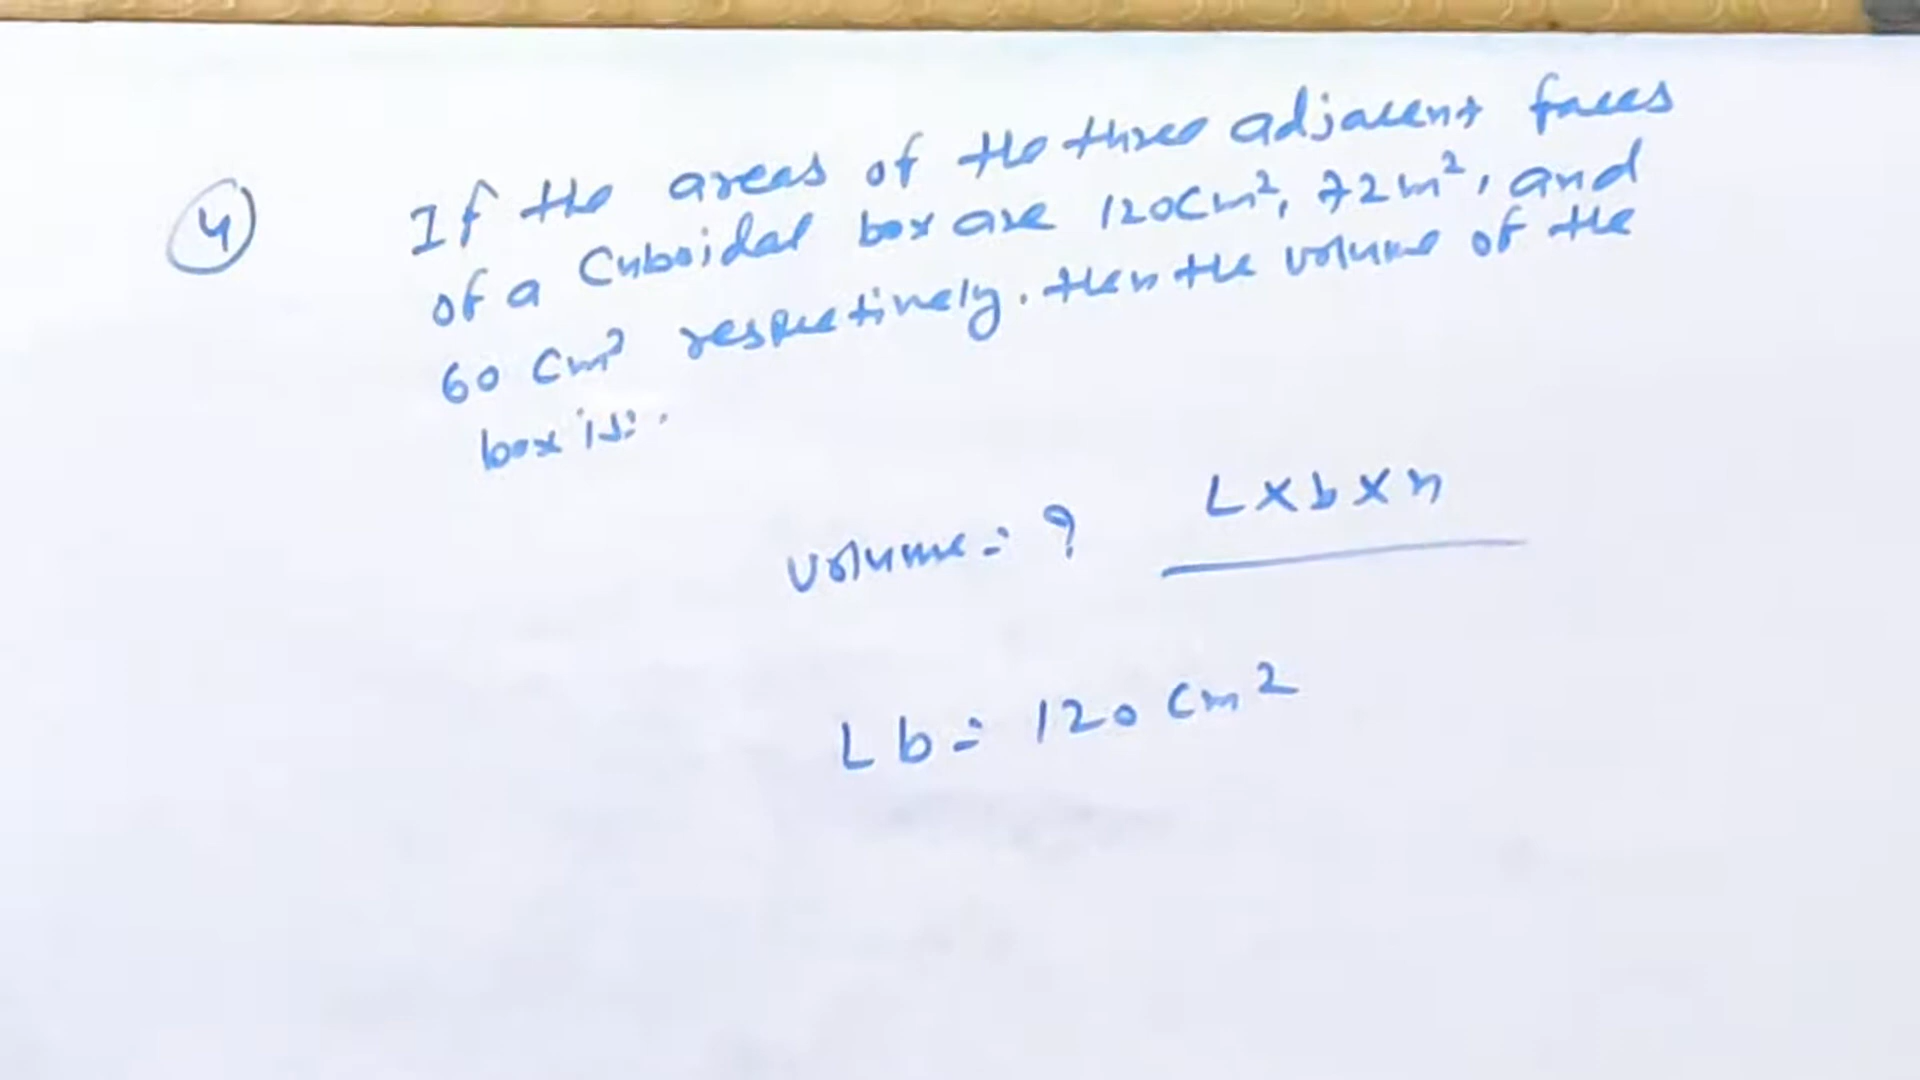 4
If the areas of the three adjacent faces
of a Cuboidal box are 120cm², 72m², and
60 cm² respectively. then the volume of the
box is:.
volume = ? L×b×h
Lb = 120 cm²